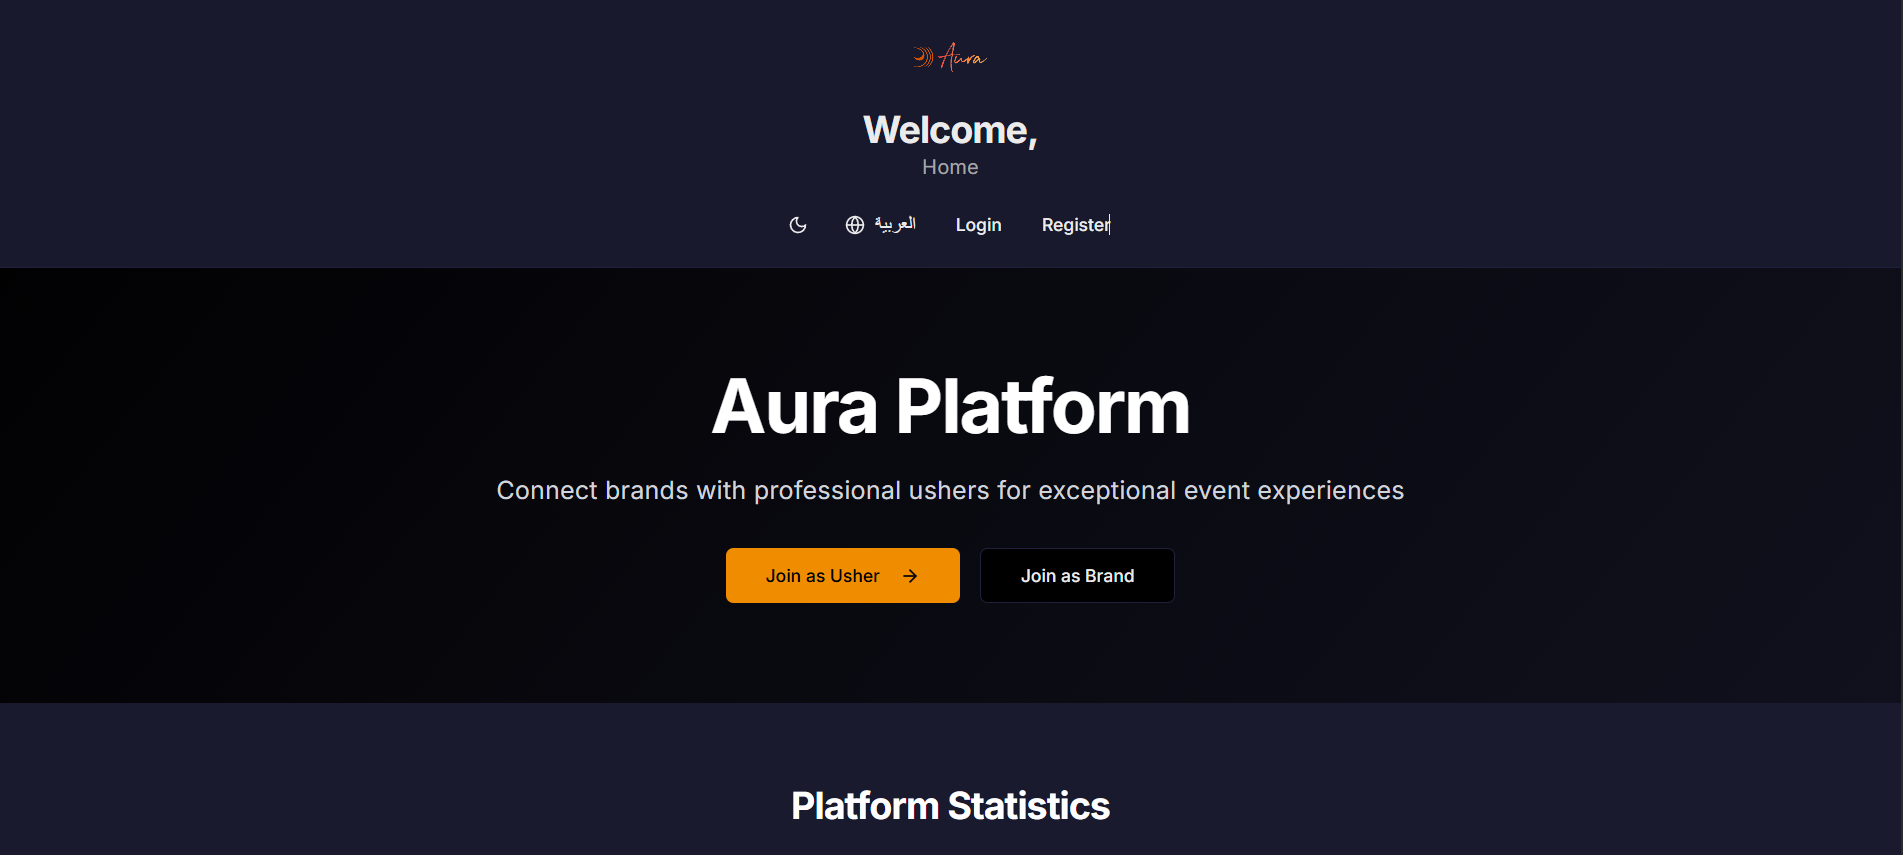 Aura
Welcome,
Home
العربية Login Register
Aura Platform
Connect brands with professional ushers for exceptional event experiences
Join as Usher → Join as Brand
Platform Statistics